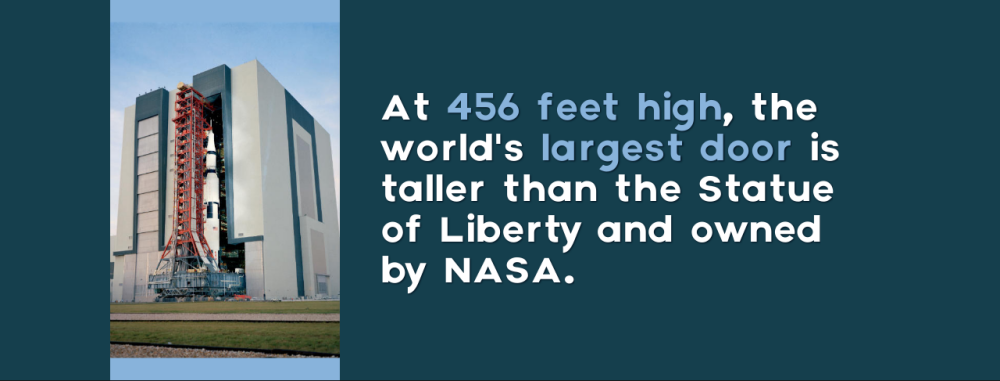 At 456 feet high, the
world's largest door is
taller than the Statue
of Liberty and owned
by NASA.